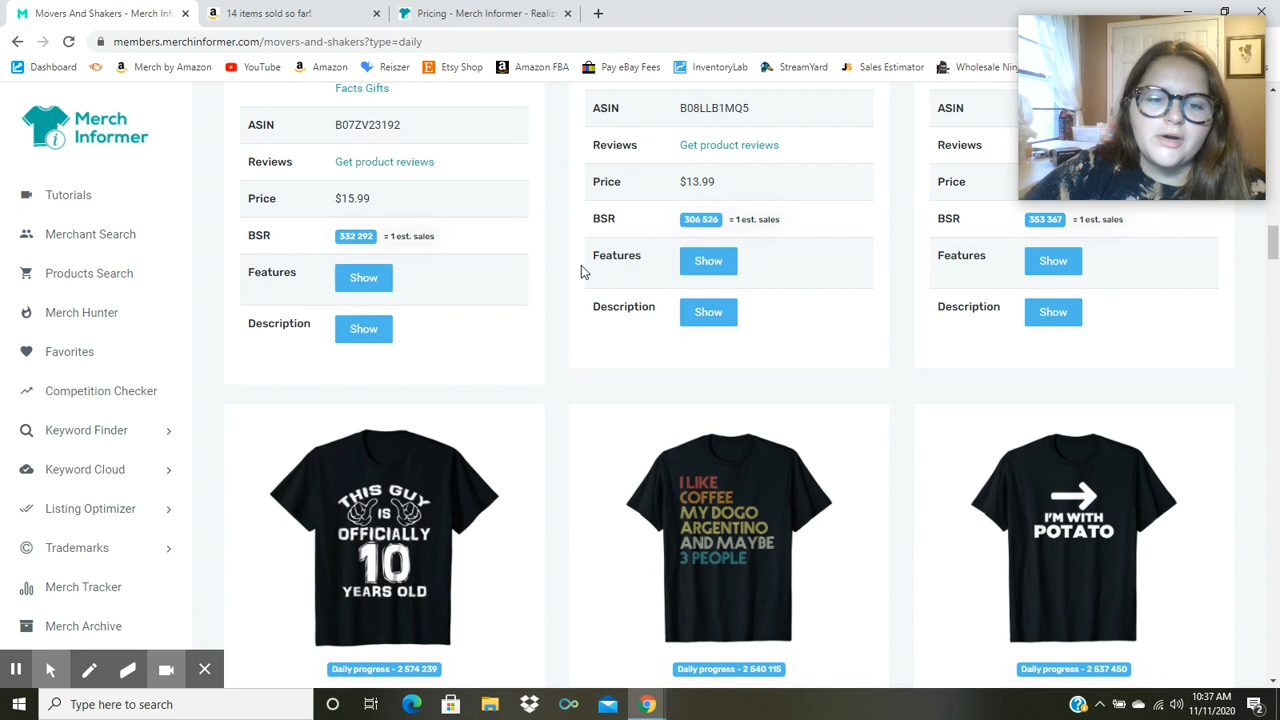 Movers And Shakers - Merch Info
14 items sold so far!
Pricing - Merch Informer - Realiz
members.merchinformer.com/movers-and-shakers?type=daily
Dashboard
Merch by Amazon
YouTube
Amazon
Reiszer
Etsy Shop
Amazon FBA
Pay eBay Fees
InventoryLab
StreamYard
Sales Estimator
Wholesale Nin
Merch
Informer
Tutorials
Merchant Search
Products Search
Merch Hunter
Favorites
Competition Checker
Keyword Finder
Keyword Cloud
Listing Optimizer
Trademarks
Merch Tracker
Merch Archive
Facts Gifts
ASIN B07ZV23192
Reviews Get product reviews
Price $15.99
BSR 332 292 = 1 est. sales
Features Show
Description Show
ASIN B08LLB1MQ5
Reviews Get product reviews
Price $13.99
BSR 306 526 = 1 est. sales
Features Show
Description Show
ASIN
Reviews
Price
BSR 353 367 = 1 est. sales
Features Show
Description Show
THIS GUY
IS
OFFICIALLY
10
YEARS OLD
Daily progress - 2 574 239
I LIKE
COFFEE
MY DOGO
ARGENTINO
AND MAYBE
3 PEOPLE
Daily progress - 2 540 115
I'M WITH
POTATO
Daily progress - 2 537 450
Type here to search
10:37 AM
11/11/2020
2